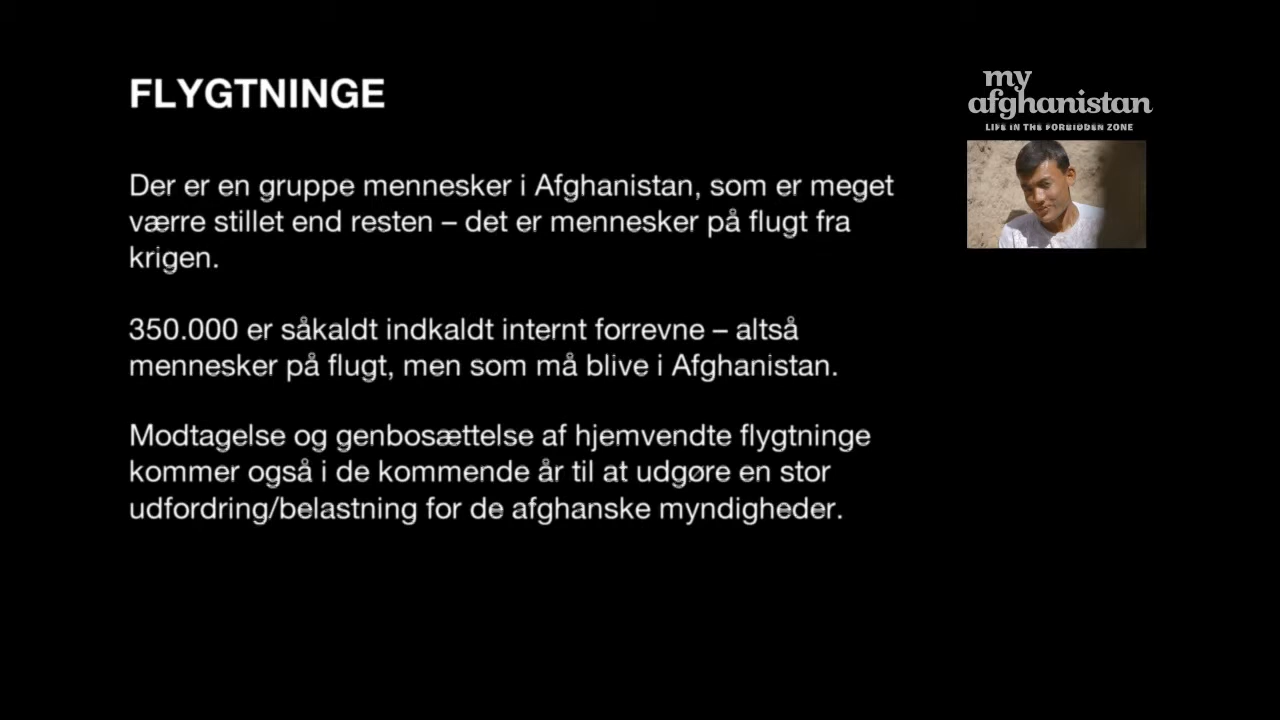 FLYGTNINGE
my
afghanistan
LIFE IN THE FORBIDDEN ZONE
Der er en gruppe mennesker i Afghanistan, som er meget
værre stillet end resten – det er mennesker på flugt fra
krigen.
350.000 er såkaldt indkaldt internt forrevne – altså
mennesker på flugt, men som må blive i Afghanistan.
Modtagelse og genbosættelse af hjemvendte flygtninge
kommer også i de kommende år til at udgøre en stor
udfordring/belastning for de afghanske myndigheder.